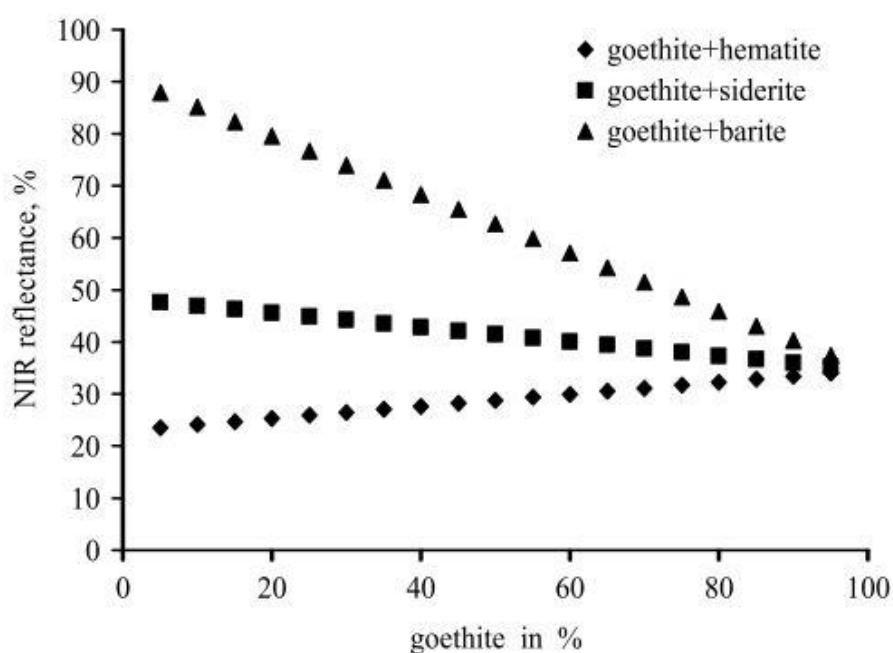 100
90
80
70
60
50
40
30
20
10
0
NIR reflectance, %
goethite+hematite
goethite+siderite
goethite+barite
0 20 40 60 80 100
goethite in %